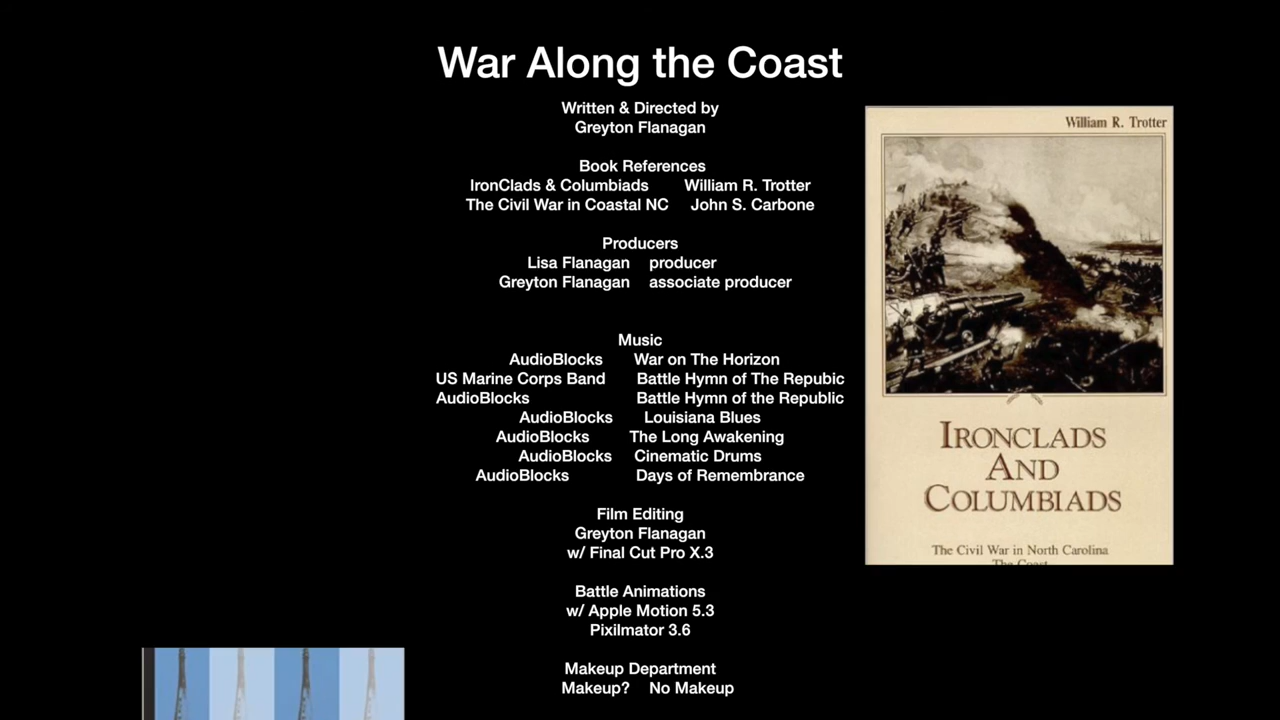 War Along the Coast
Written & Directed by
Greyton Flanagan
Book References
IronClads & Columbiads William R. Trotter
The Civil War in Coastal NC John S. Carbone
Producers
Lisa Flanagan producer
Greyton Flanagan associate producer
Music
AudioBlocks War on The Horizon
US Marine Corps Band Battle Hymn of The Repubic
AudioBlocks Battle Hymn of the Republic
AudioBlocks Louisiana Blues
AudioBlocks The Long Awakening
AudioBlocks Cinematic Drums
AudioBlocks Days of Remembrance
Film Editing
Greyton Flanagan
w/ Final Cut Pro X.3
Battle Animations
w/ Apple Motion 5.3
Pixilmator 3.6
Makeup Department
Makeup? No Makeup
William R. Trotter
IRONCLADS
AND
COLUMBIADS
The Civil War in North Carolina
The Coast